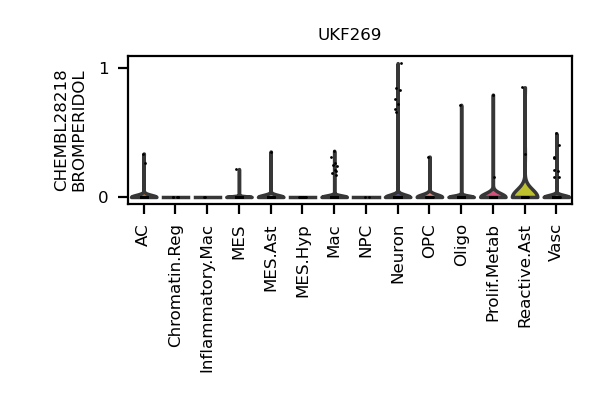 UKF269
CHEMBL28218
BROMPERIDOL
1
0
AC
Chromatin.Reg
Inflammatory.Mac
MES
MES.Ast
MES.Hyp
Mac
NPC
Neuron
OPC
Oligo
Prolif.Metab
Reactive.Ast
Vasc